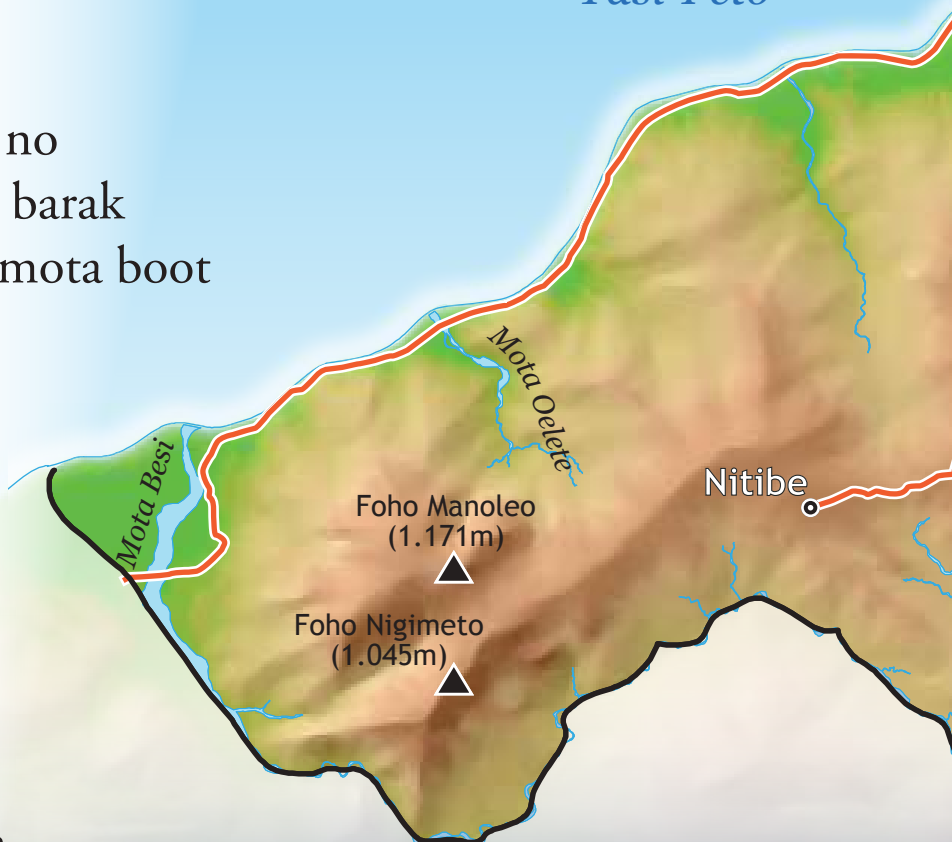 no
barak
mota boot
Mota Oelete
Mota Besi
Nitibe
Foho Manoleo
(1.171m)
Foho Nigimeto
(1.045m)